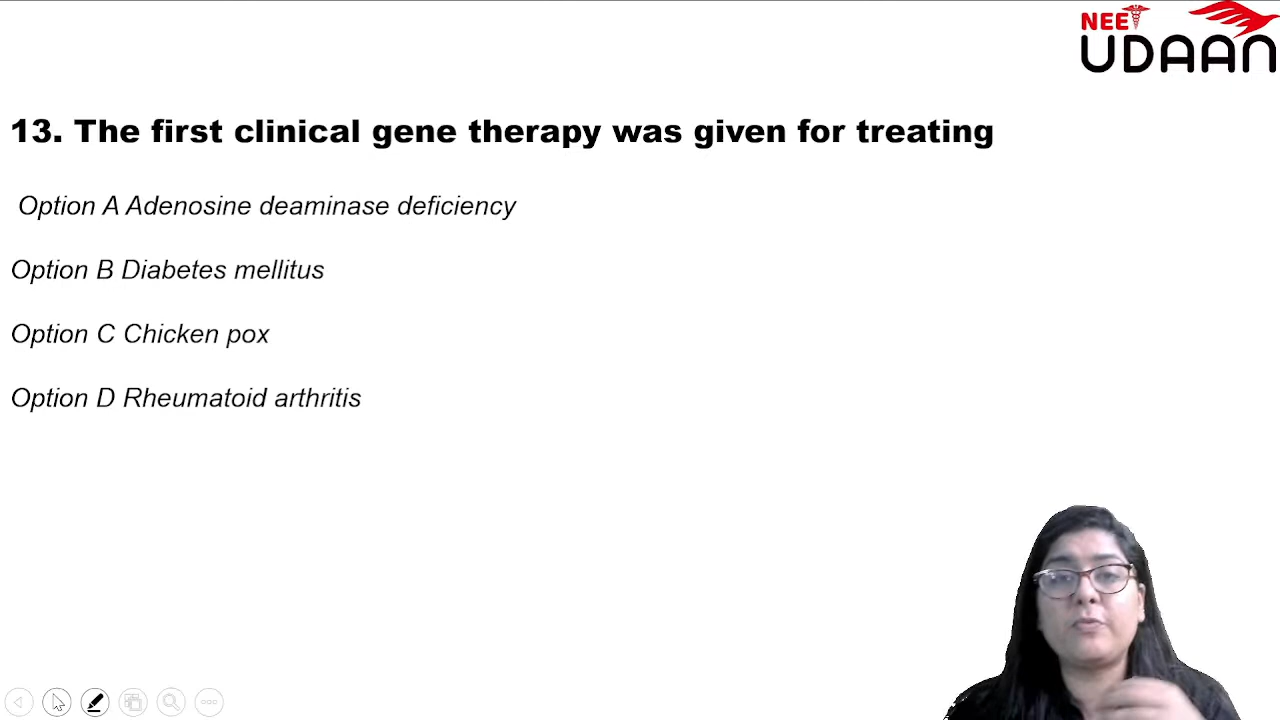 NEET
UDAAN
13. The first clinical gene therapy was given for treating
Option A Adenosine deaminase deficiency
Option B Diabetes mellitus
Option C Chicken pox
Option D Rheumatoid arthritis